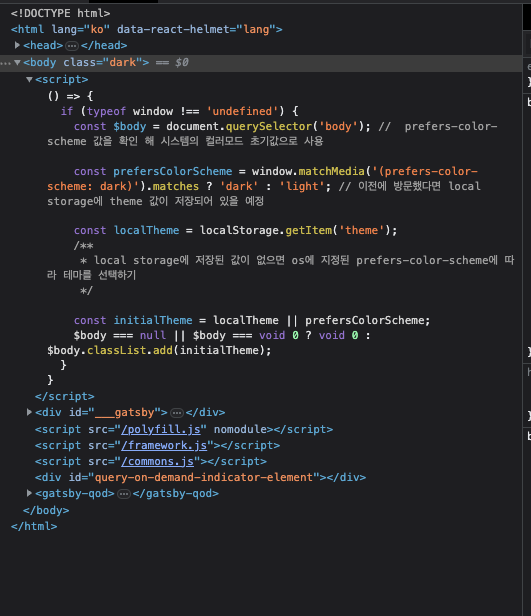 <!DOCTYPE html>
<html lang="ko" data-react-helmet="lang">
<head>…</head>
…<body class="dark"> == $0
<script>
() => {
if (typeof window !== 'undefined') {
const $body = document.querySelector('body'); //  prefers-color-
scheme 값을 확인 해 시스템의 컬러모드 초기값으로 사용
const prefersColorScheme = window.matchMedia('(prefers-color-
scheme: dark)').matches ? 'dark' : 'light'; // 이전에 방문했다면 local
storage에 theme 값이 저장되어 있을 예정
const localTheme = localStorage.getItem('theme');
/**
* local storage에 저장된 값이 없으면 os에 지정된 prefers-color-scheme에 따
라 테마를 선택하기
*/
const initialTheme = localTheme || prefersColorScheme;
$body === null || $body === void 0 ? void 0 :
$body.classList.add(initialTheme);
}
}
</script>
<div id="___gatsby">…</div>
<script src="/polyfill.js" nomodule></script>
<script src="/framework.js"></script>
<script src="/commons.js"></script>
<div id="query-on-demand-indicator-element"></div>
<gatsby-qod>…</gatsby-qod>
</body>
</html>